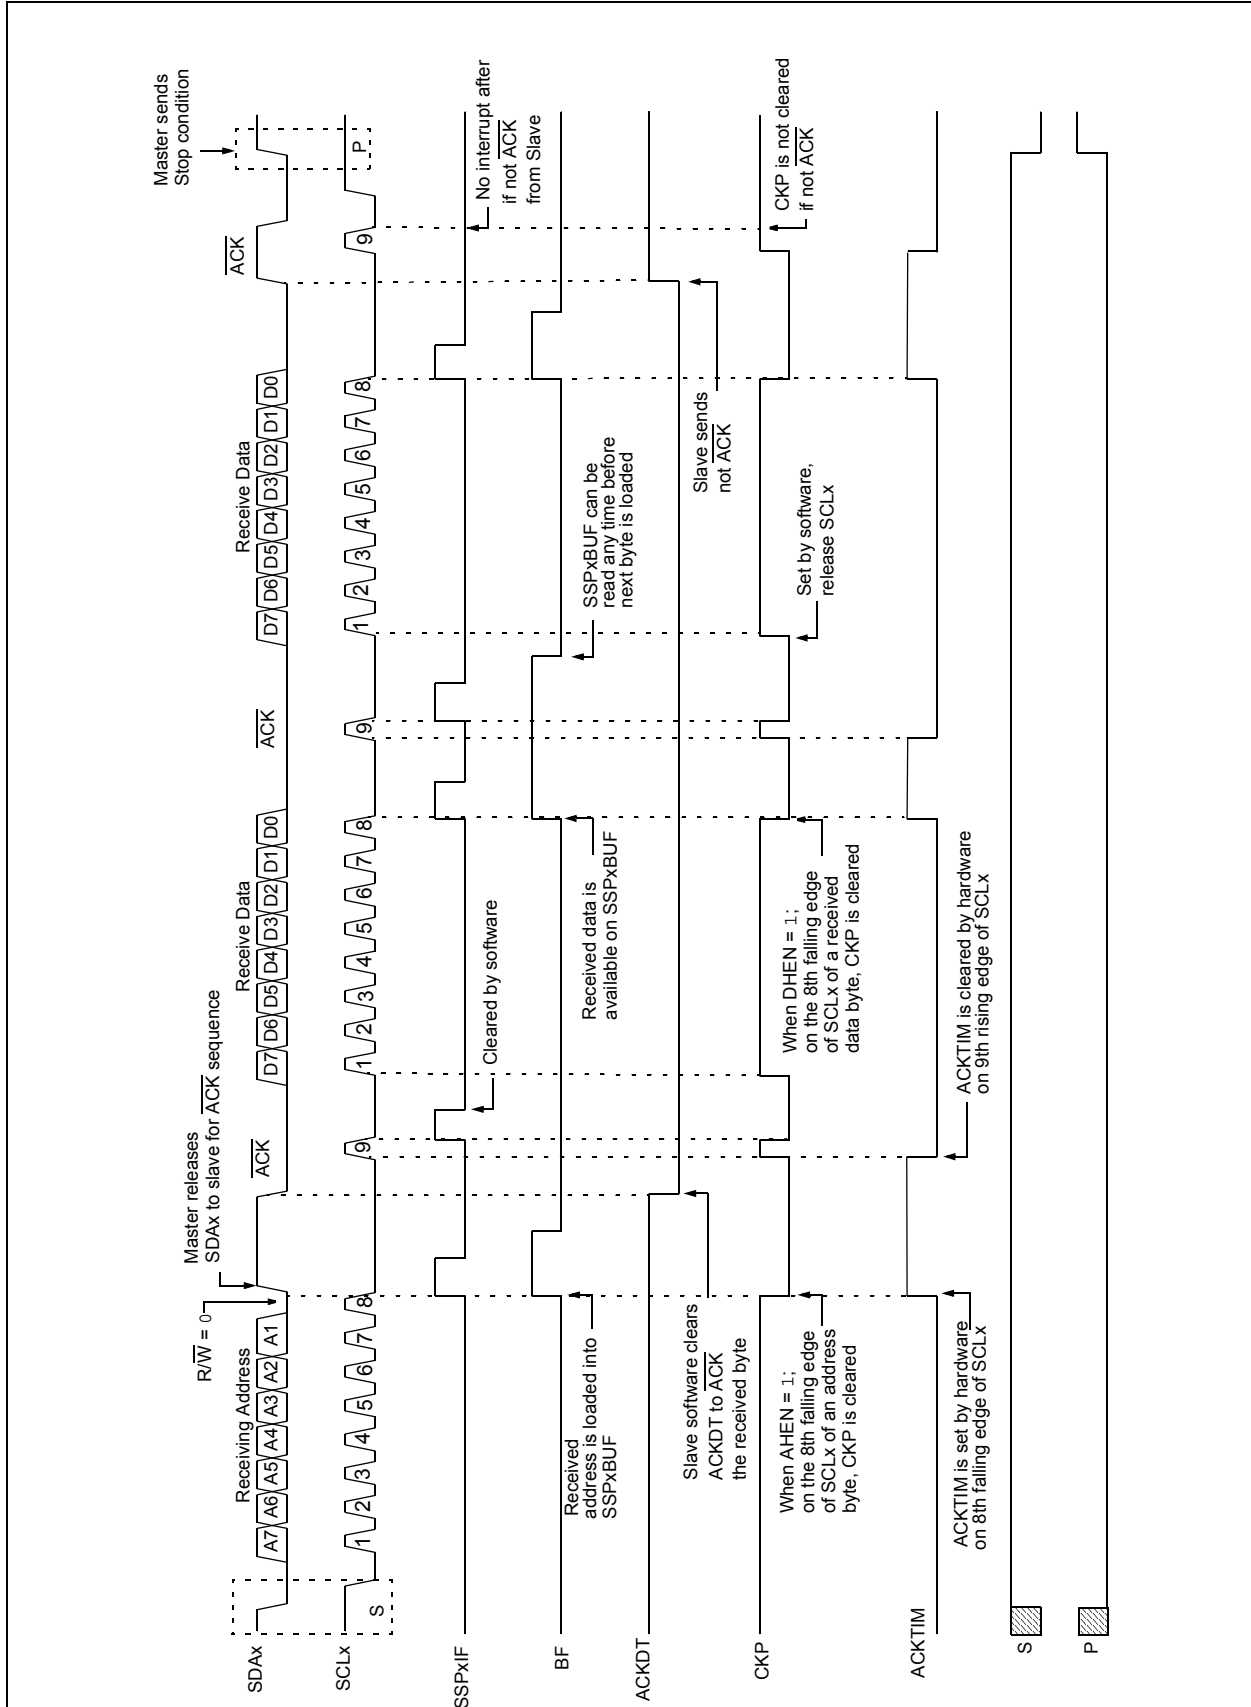 Master sends
Stop condition
Master releases
SDAx to slave for ACK sequence
R/W = 0
Receiving Address
Receive Data
Receive Data
ACK
ACK
ACK
SDAx
A7 A6 A5 A4 A3 A2 A1
D7 D6 D5 D4 D3 D2 D1 D0
D7 D6 D5 D4 D3 D2 D1 D0
SCLx
S
1 2 3 4 5 6 7 8 9
1 2 3 4 5 6 7 8 9
1 2 3 4 5 6 7 8 9
P
SSPxIF
Cleared by software
No interrupt after
if not ACK
from Slave
BF
Received
address is loaded into
SSPxBUF
Received data is
available on SSPxBUF
SSPxBUF can be
read any time before
next byte is loaded
ACKDT
Slave software clears
ACKDT to ACK
the received byte
Slave sends
not ACK
CKP
When AHEN = 1;
on the 8th falling edge
of SCLx of an address
byte, CKP is cleared
When DHEN = 1;
on the 8th falling edge
of SCLx of a received
data byte, CKP is cleared
Set by software,
release SCLx
CKP is not cleared
if not ACK
ACKTIM
ACKTIM is set by hardware
on 8th falling edge of SCLx
ACKTIM is cleared by hardware
on 9th rising edge of SCLx
S
P